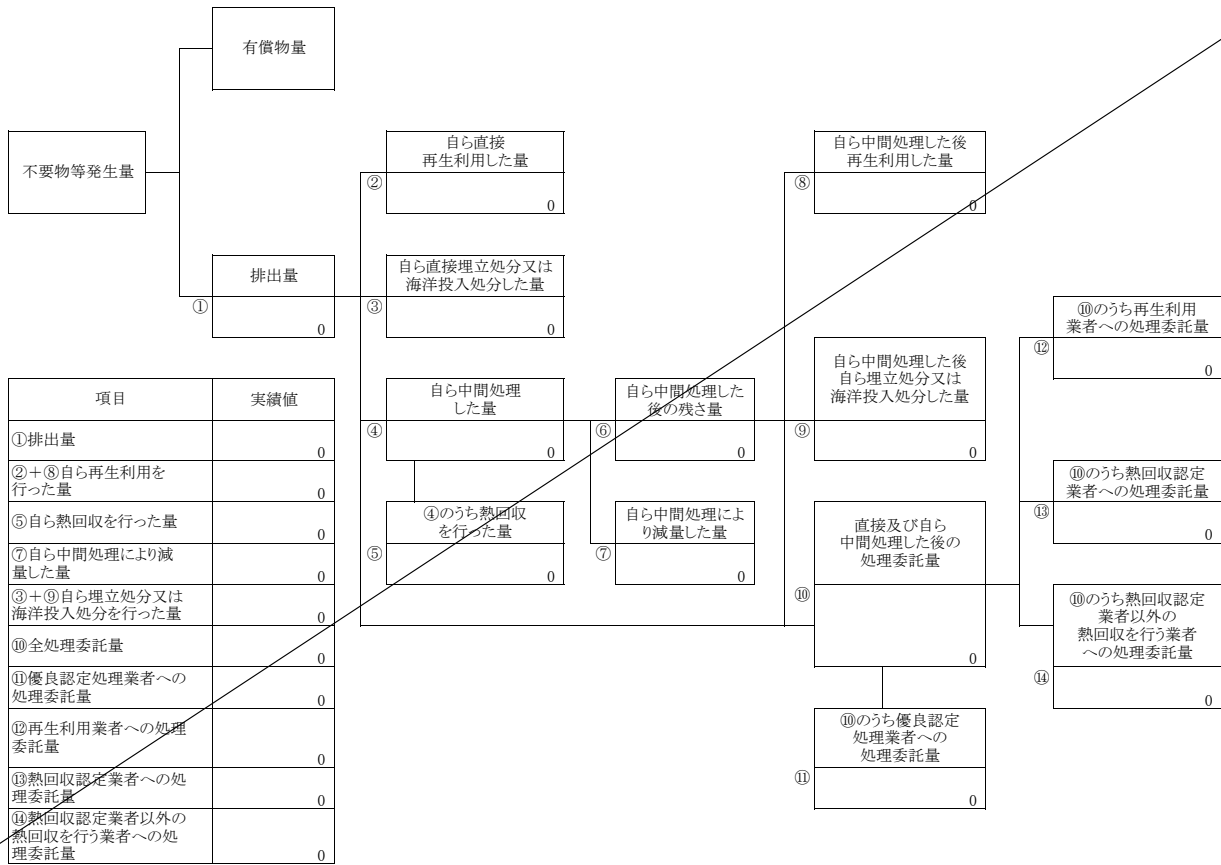 有償物量
不要物等発生量
排出量
①
0
自ら直接
再生利用した量
②
0
自ら直接埋立処分又は
海洋投入処分した量
③
0
自ら中間処理
した量
④
0
④のうち熱回収
を行った量
⑤
0
自ら中間処理した
後の残さ量
⑥
0
自ら中間処理によ
り減量した量
⑦
0
自ら中間処理した後
再生利用した量
⑧
0
自ら中間処理した後
自ら埋立処分又は
海洋投入処分した量
⑨
0
直接及び自ら
中間処理した後の
処理委託量
⑩
0
⑩のうち優良認定
処理業者への
処理委託量
⑪
0
⑩のうち再生利用
業者への処理委託量
⑫
0
⑩のうち熱回収認定
業者への処理委託量
⑬
0
⑩のうち熱回収認定
業者以外の
熱回収を行う業者
への処理委託量
⑭
0
項目 実績値
①排出量
0
②＋⑧自ら再生利用を
行った量 0
⑤自ら熱回収を行った量
0
⑦自ら中間処理により減
量した量 0
③＋⑨自ら埋立処分又は
海洋投入処分を行った量 0
⑩全処理委託量
0
⑪優良認定処理業者への
処理委託量 0
⑫再生利用業者への処理
委託量
0
⑬熱回収認定業者への処
理委託量 0
⑭熱回収認定業者以外の
熱回収を行う業者への処
理委託量 0